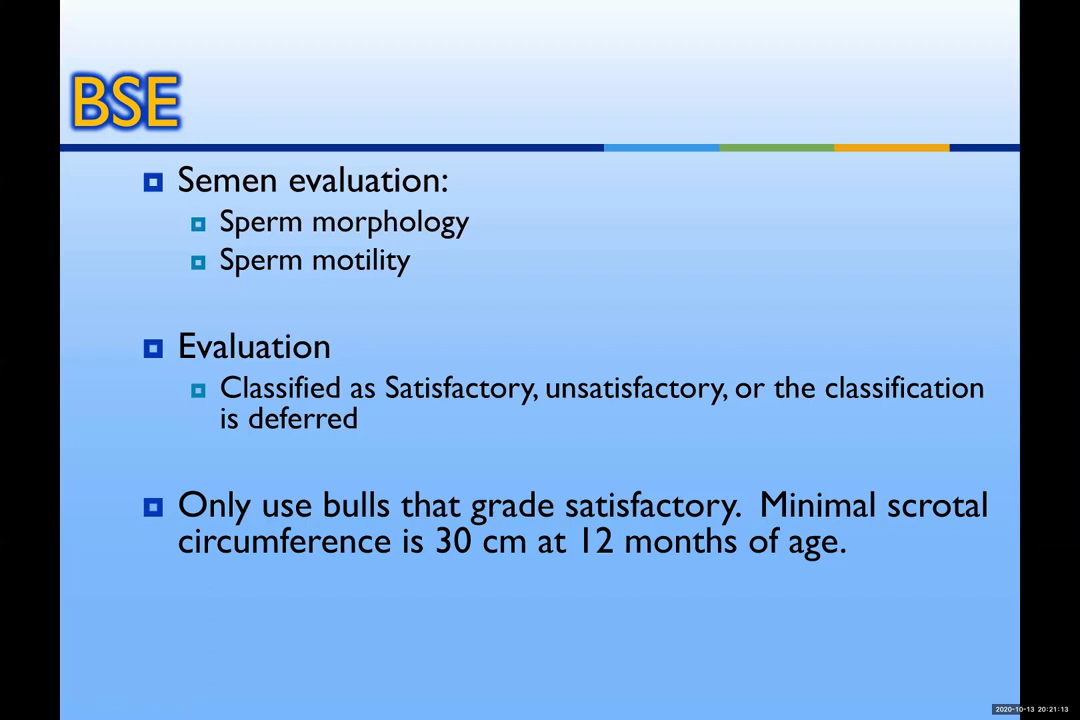 BSE
Semen evaluation:
Sperm morphology
Sperm motility
Evaluation
Classified as Satisfactory, unsatisfactory, or the classification
is deferred
Only use bulls that grade satisfactory.  Minimal scrotal
circumference is 30 cm at 12 months of age.
2020-10-13 20:21:13